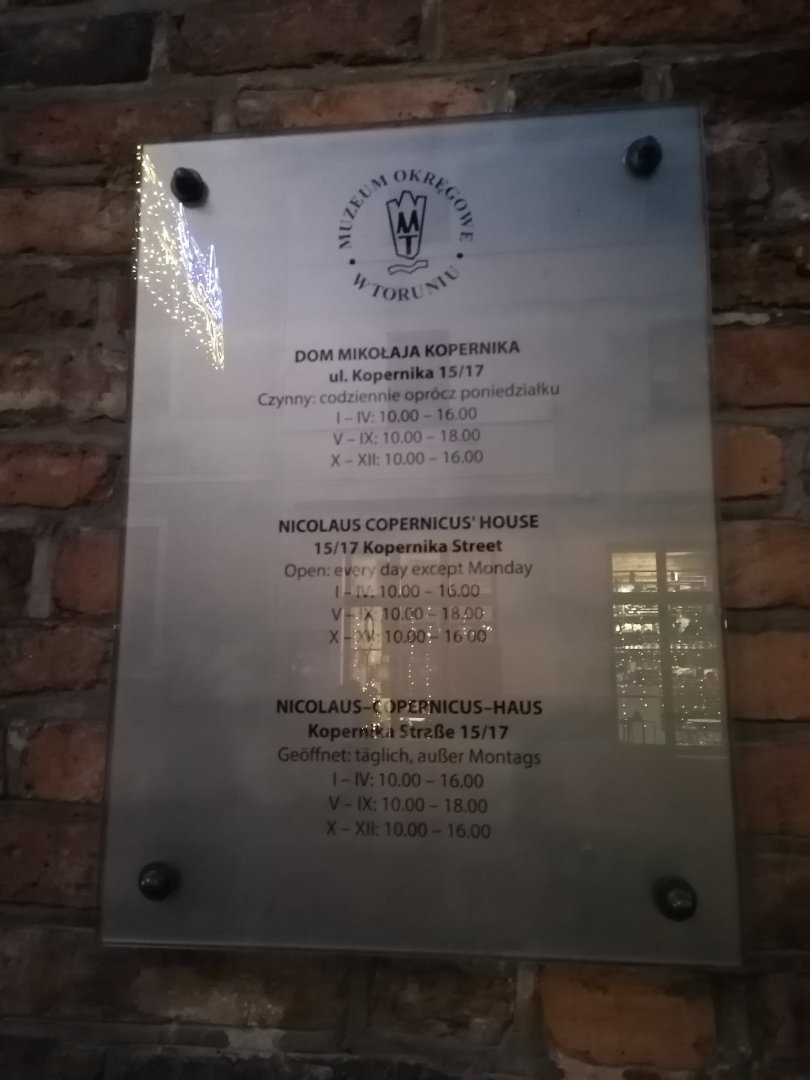 MUZEUM OKRĘGOWE
W TORUNIU
MT
DOM MIKOŁAJA KOPERNIKA
ul. Kopernika 15/17
Czynny: codziennie oprócz poniedziałku
I – IV: 10.00 – 16.00
V – IX: 10.00 – 18.00
X – XII: 10.00 – 16.00
NICOLAUS COPERNICUS' HOUSE
15/17 Kopernika Street
Open: every day except Monday
I – IV: 10.00 – 16.00
V – IX: 10.00 – 18.00
X – : 10.00 – 16.00
NICOLAUS–COPERNICUS–HAUS
Kopernika Straße 15/17
Geöffnet: täglich, außer Montags
I – IV: 10.00 – 16.00
V – IX: 10.00 – 18.00
X – XII: 10.00 – 16.00